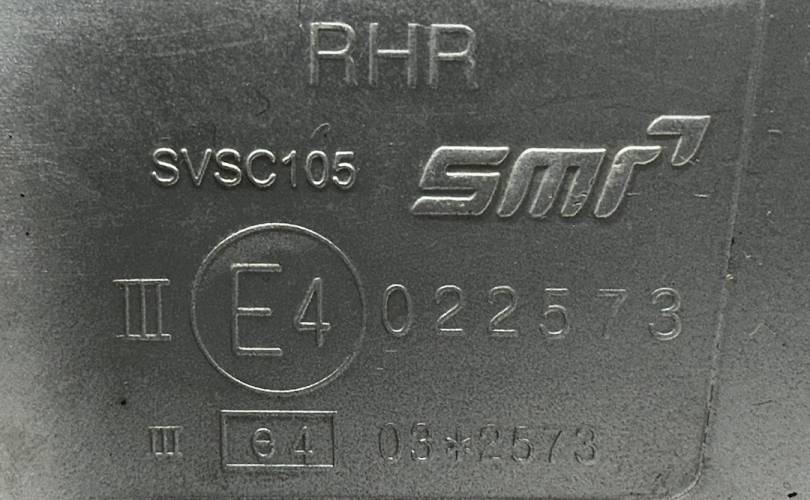 RHR
SVSC105 smr
III E4 022573
III e4 03*2573